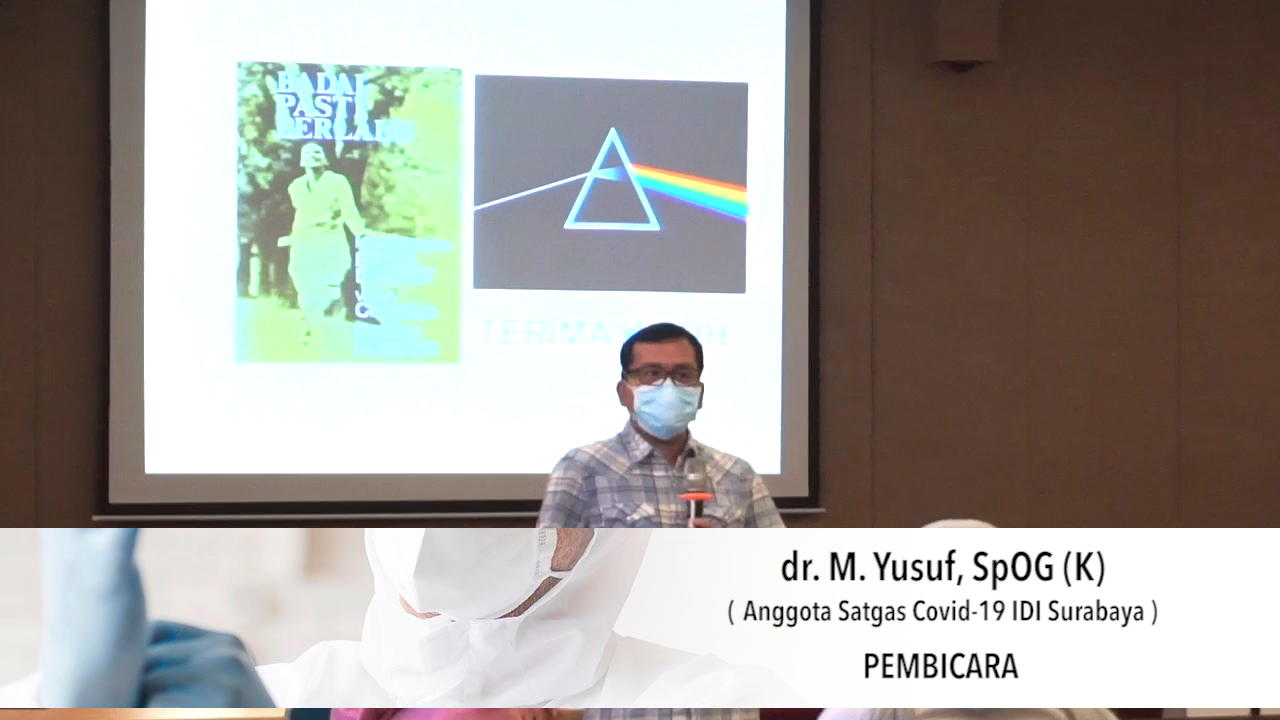 BADAI
PASTI
BERLALU
TERIMA KASIH
dr. M. Yusuf, SpOG (K)
( Anggota Satgas Covid-19 IDI Surabaya )
PEMBICARA